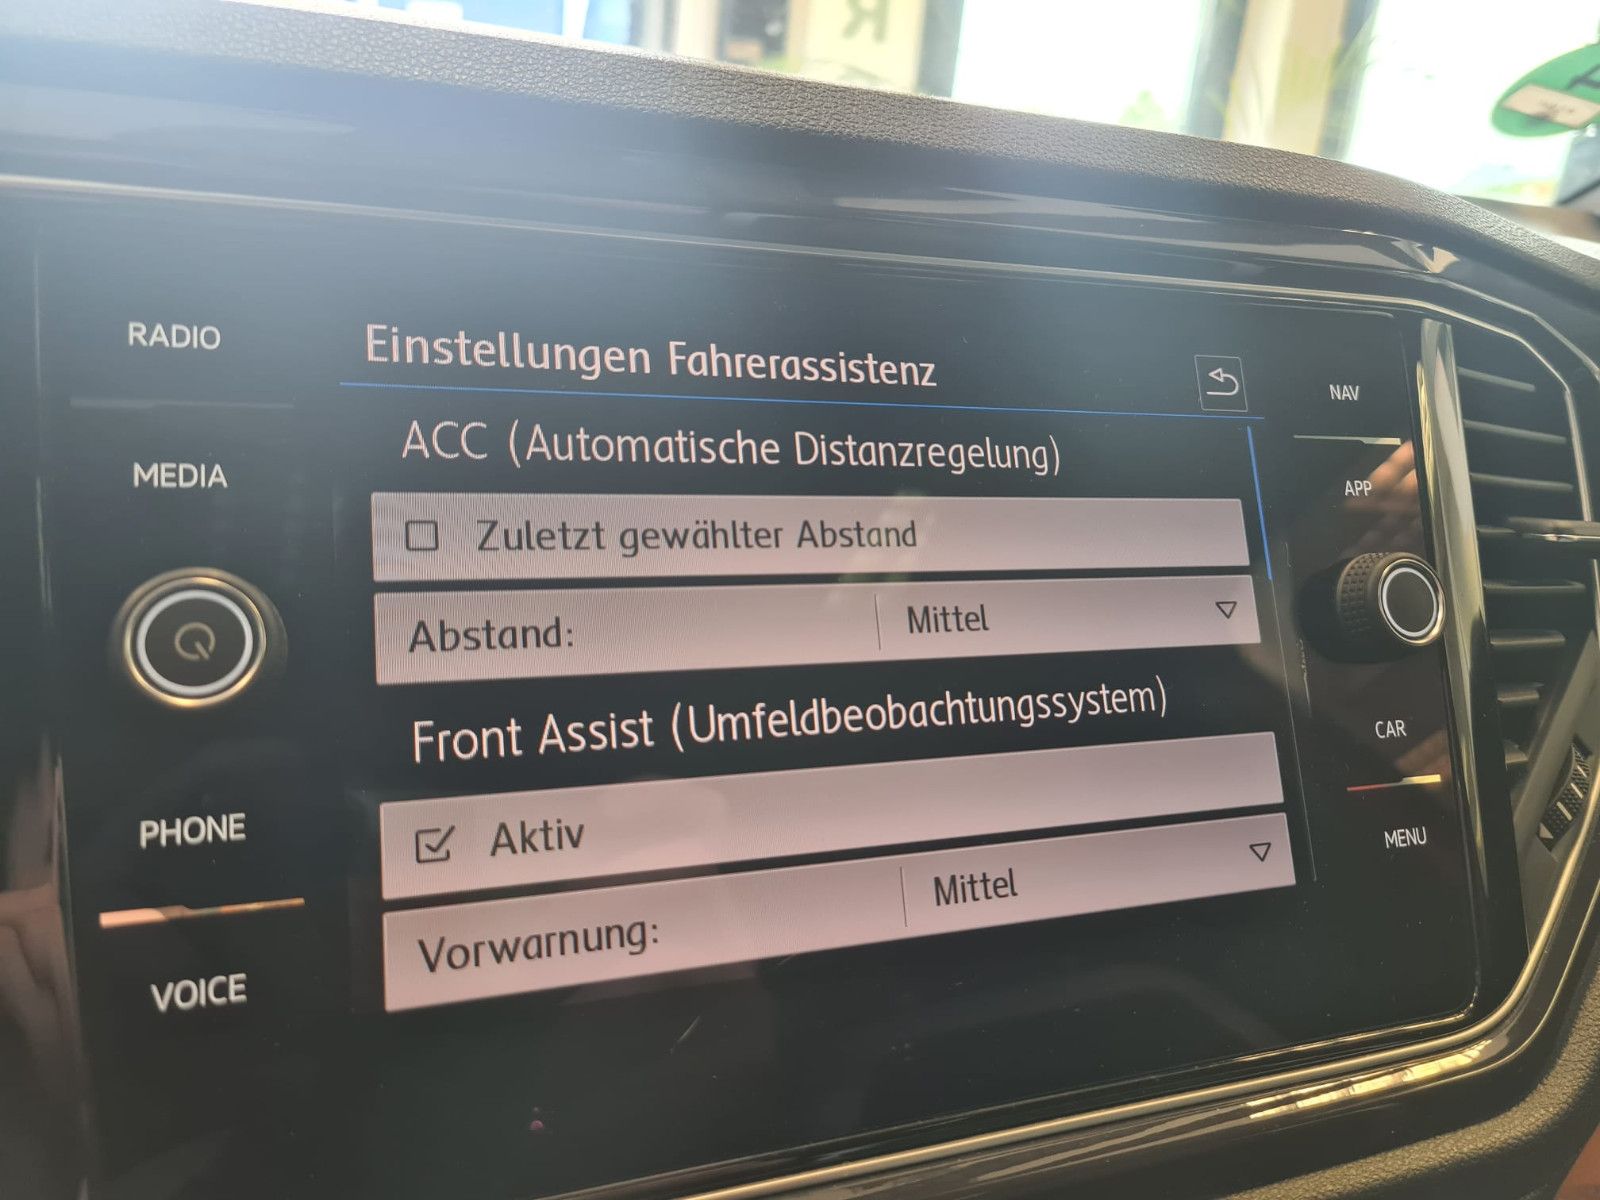 RADIO
MEDIA
PHONE
VOICE
Einstellungen Fahrerassistenz
ACC (Automatische Distanzregelung)
Zuletzt gewählter Abstand
Abstand: Mittel
Front Assist (Umfeldbeobachtungssystem)
Aktiv
Vorwarnung: Mittel
NAV
APP
CAR
MENU